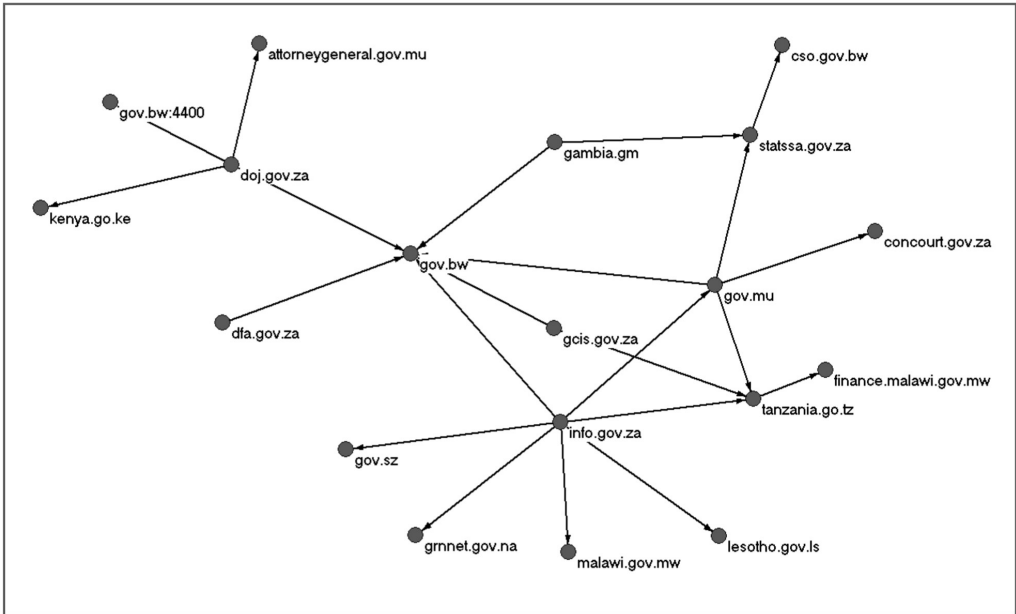 attorneygeneral.gov.mu
cso.gov.bw
gov.bw:4400
statssa.gov.za
gambia.gm
doj.gov.za
kenya.go.ke
concourt.gov.za
gov.bw
gov.mu
dfa.gov.za
gcis.gov.za
finance.malawi.gov.mw
tanzania.go.tz
info.gov.za
gov.sz
grnnet.gov.na
lesotho.gov.ls
malawi.gov.mw